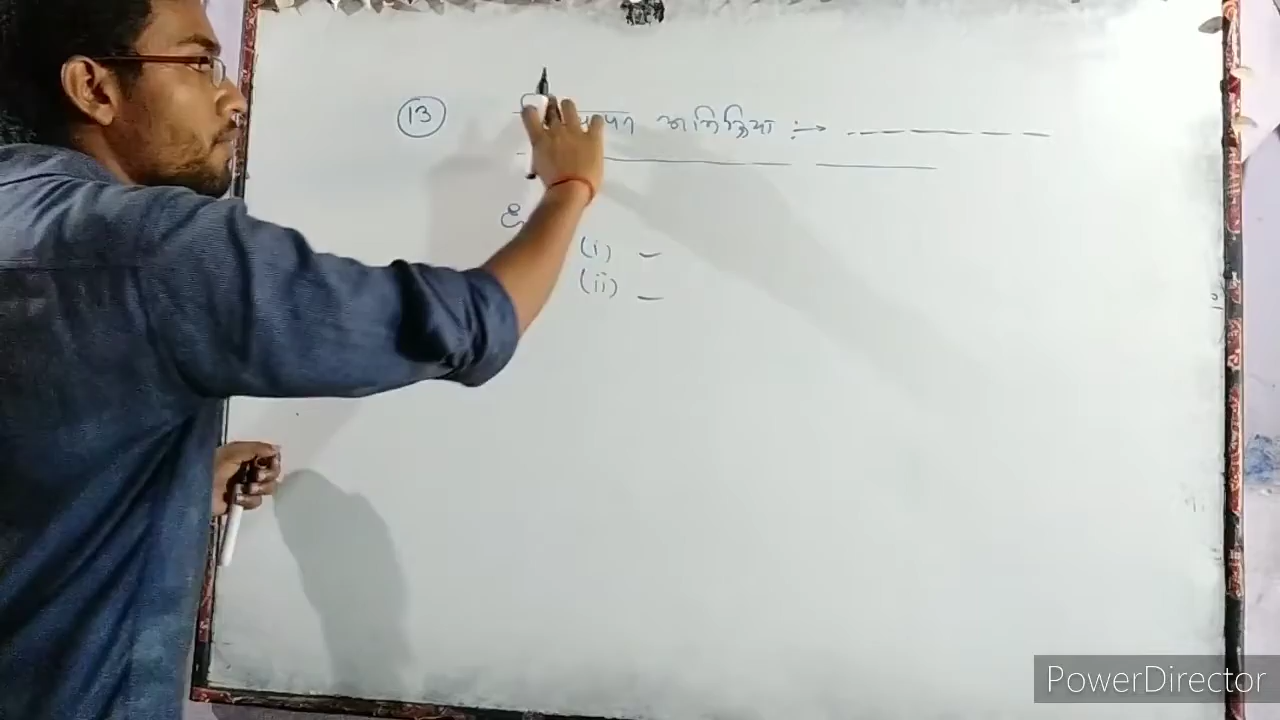 13 अभिक्रिया :→ — — — — — —
(i) —
(ii) —
PowerDirector